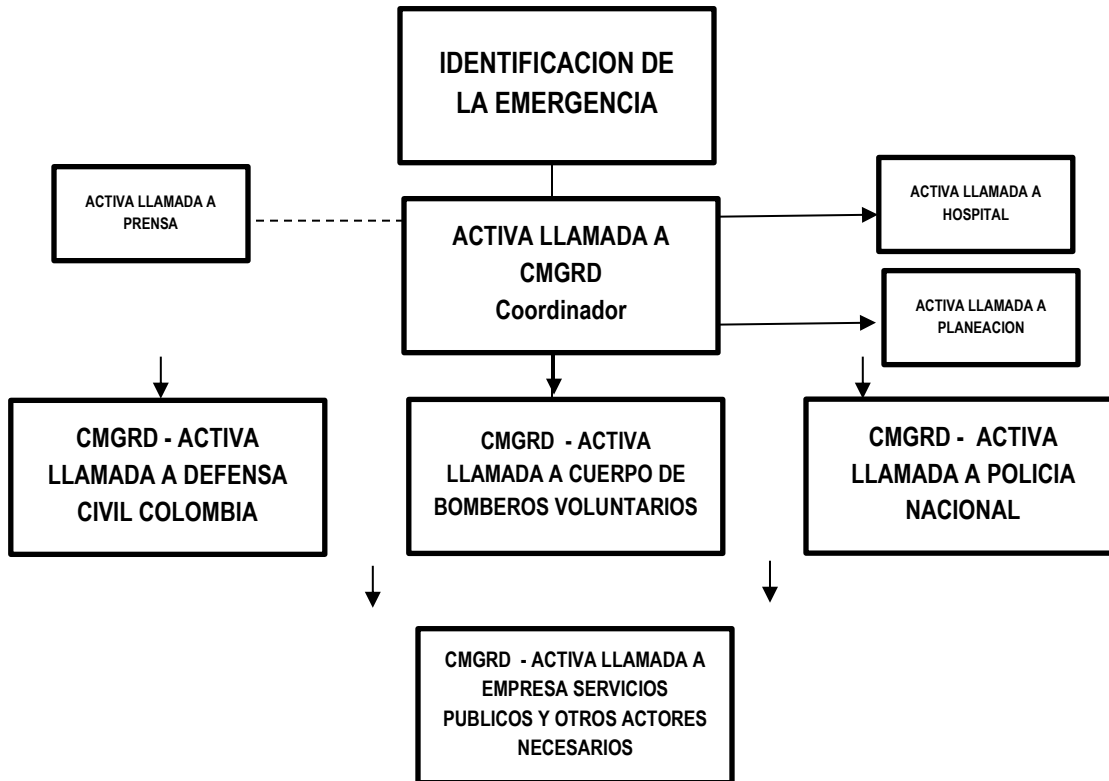 IDENTIFICACION DE
LA EMERGENCIA
ACTIVA LLAMADA A
PRENSA
ACTIVA LLAMADA A
CMGRD
Coordinador
ACTIVA LLAMADA A
HOSPITAL
ACTIVA LLAMADA A
PLANEACION
CMGRD - ACTIVA
LLAMADA A DEFENSA
CIVIL COLOMBIA
CMGRD - ACTIVA
LLAMADA A CUERPO DE
BOMBEROS VOLUNTARIOS
CMGRD - ACTIVA
LLAMADA A POLICIA
NACIONAL
CMGRD - ACTIVA LLAMADA A
EMPRESA SERVICIOS
PUBLICOS Y OTROS ACTORES
NECESARIOS